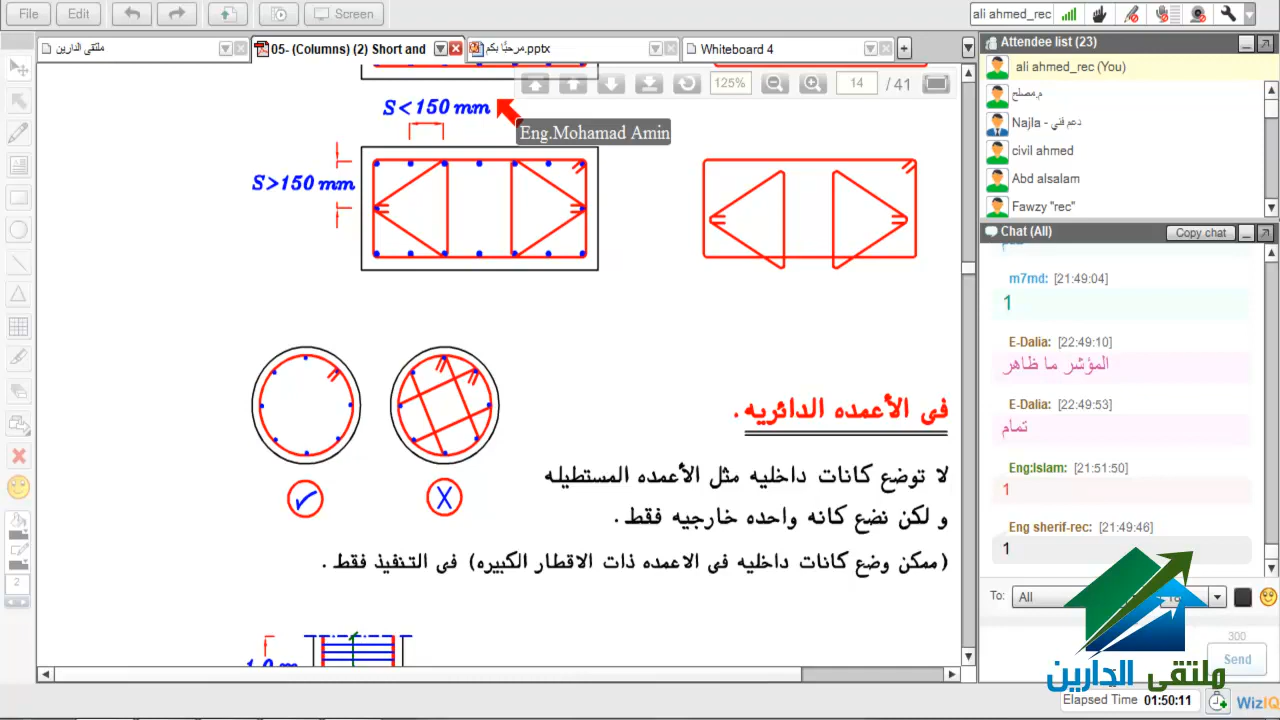 File
Edit
Screen
ali ahmed_rec
ملتقى الدارين
05- (Columns) (2) Short and
مرحبًا بكم.pptx
Whiteboard 4
125%
14
/ 41
S<150 mm
Eng.Mohamad Amin
S>150 mm
فى الأعمده الدائريه.
لا توضع كانات داخليه مثل الأعمده المستطيله
و لكن نضع كانه واحده خارجيه فقط.
(ممكن وضع كانات داخليه فى الاعمده ذات الاقطار الكبيره) فى التنفيذ فقط.
2
Attendee list (23)
ali ahmed_rec (You)
م.مصلح
Najla - دعم فني
civil ahmed
Abd alsalam
Fawzy "rec"
Chat (All)
Copy chat
m7md: [21:49:04]
1
E-Dalia: [22:49:10]
المؤشر ما ظاهر
E-Dalia: [22:49:53]
تمام
Eng:Islam: [21:51:50]
1
Eng sherif-rec: [21:49:46]
1
To:
All
300
Send
ملتقى الدارين
Elapsed Time 01:50:11
WizIQ